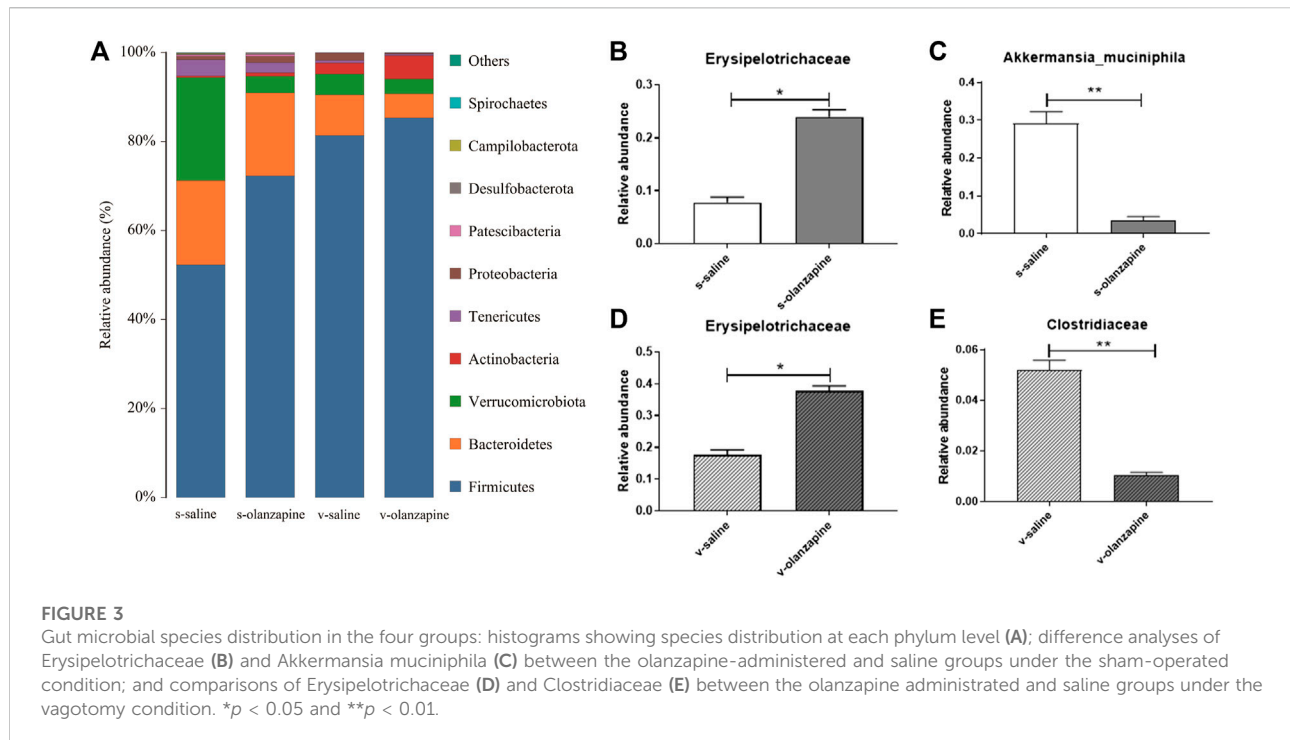 A
Relative abundance (%)
100%
80%
60%
40%
20%
0%
s-saline
s-olanzapine
v-saline
v-olanzapine
Others
Spirochaetes
Campilobacterota
Desulfobacterota
Patescibacteria
Proteobacteria
Tenericutes
Actinobacteria
Verrucomicrobiota
Bacteroidetes
Firmicutes
B
Erysipelotrichaceae
Relative abundance
0.3
0.2
0.1
0.0
*
s-saline
s-olanzapine
C
Akkermansia_muciniphila
Relative abundance
0.4
0.3
0.2
0.1
0.0
**
s-saline
s-olanzapine
D
Erysipelotrichaceae
Relative abundance
0.5
0.4
0.3
0.2
0.1
0.0
*
v-saline
v-olanzapine
E
Clostridiaceae
Relative abundance
0.06
0.04
0.02
0.00
**
v-saline
v-olanzapine
FIGURE 3
Gut microbial species distribution in the four groups: histograms showing species distribution at each phylum level (A); difference analyses of
Erysipelotrichaceae (B) and Akkermansia muciniphila (C) between the olanzapine-administered and saline groups under the sham-operated
condition; and comparisons of Erysipelotrichaceae (D) and Clostridiaceae (E) between the olanzapine administrated and saline groups under the
vagotomy condition. *p < 0.05 and **p < 0.01.